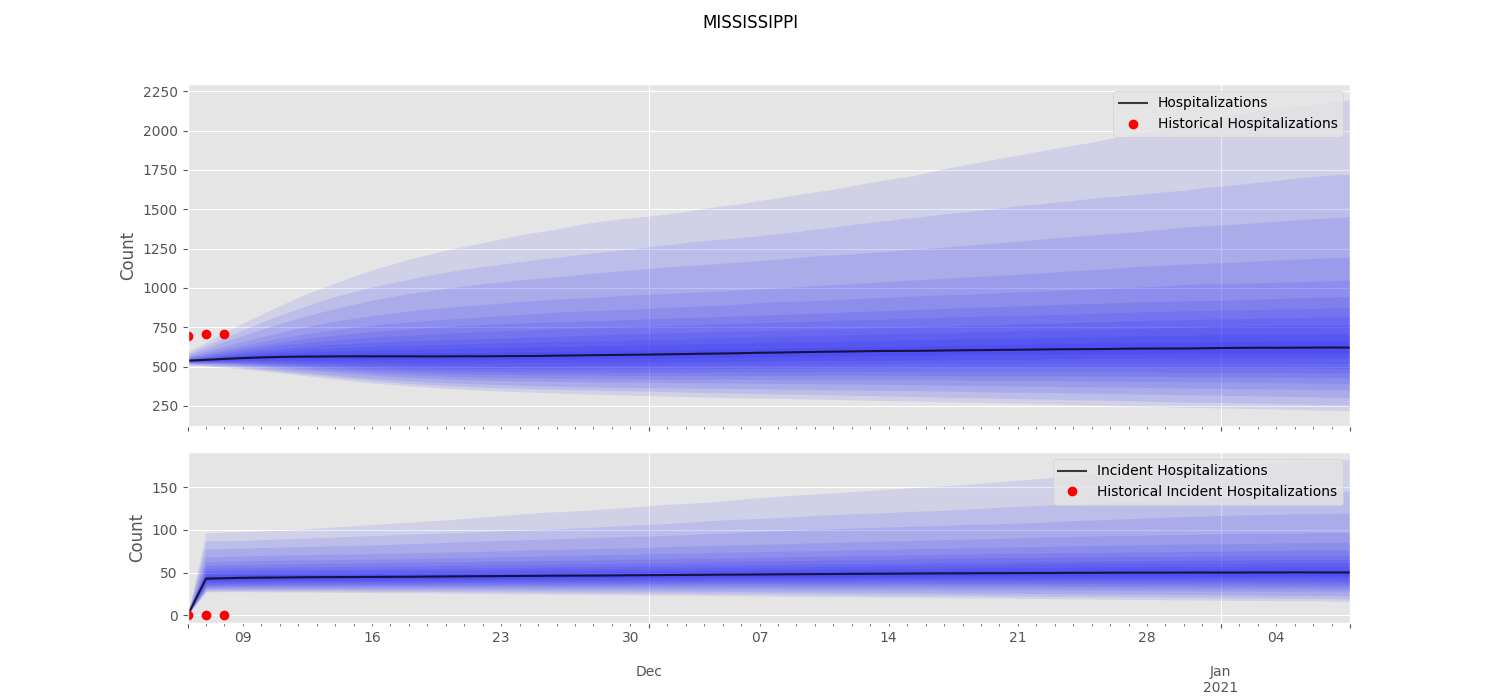 MISSISSIPPI
2250
2000
1750
1500
1250
1000
750
500
250
Count
Hospitalizations
Historical Hospitalizations
150
100
50
0
Count
Incident Hospitalizations
Historical Incident Hospitalizations
09 16 23 30 07 14 21 28 04
Dec Jan
2021